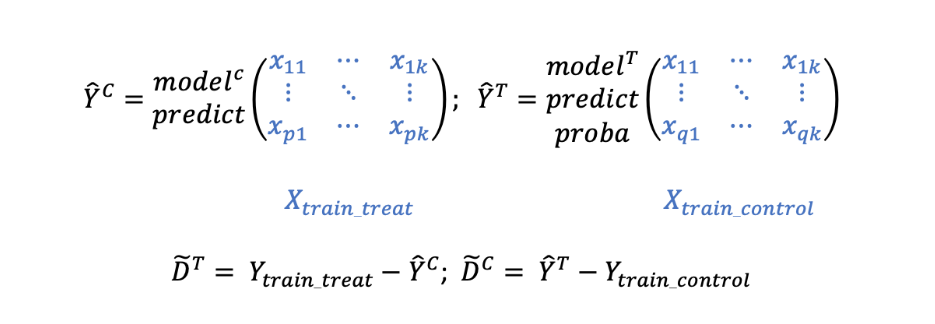 Ŷ^C = model^C predict (x_11 ⋯ x_1k ⋮ ⋱ ⋮ x_p1 ⋯ x_pk) ; Ŷ^T = model^T predict proba (x_11 ⋯ x_1k ⋮ ⋱ ⋮ x_q1 ⋯ x_qk)
X_train_treat X_train_control
D̃^T = Y_train_treat − Ŷ^C; D̃^C = Ŷ^T − Y_train_control